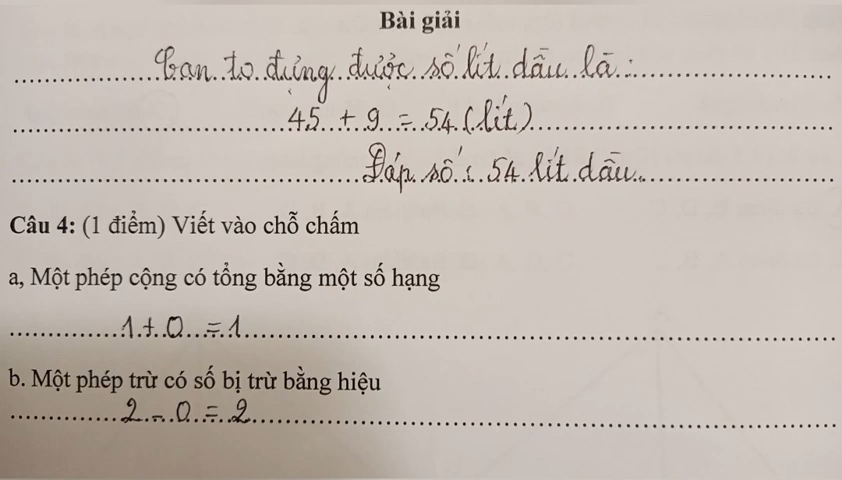 Bài giải
Can to đựng được số lít dầu là:
45 + 9 = 54 (lít)
Đáp số: 54 lít dầu.
Câu 4: (1 điểm) Viết vào chỗ chấm
a, Một phép cộng có tổng bằng một số hạng
1 + 0 = 1
b. Một phép trừ có số bị trừ bằng hiệu
2 - 0 = 2